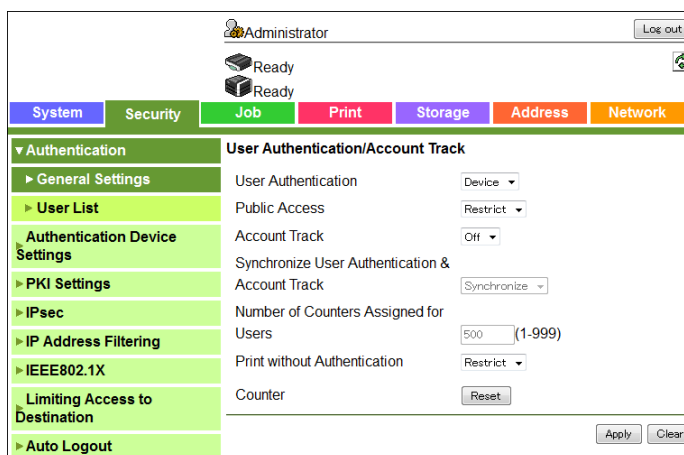 Administrator
Log out
Ready
Ready
System Security Job Print Storage Address Network
▼Authentication
►General Settings
►User List
►Authentication Device
Settings
►PKI Settings
►IPsec
►IP Address Filtering
►IEEE802.1X
►Limiting Access to
Destination
►Auto Logout
User Authentication/Account Track
User Authentication Device
Public Access Restrict
Account Track Off
Synchronize User Authentication &
Account Track Synchronize
Number of Counters Assigned for
Users 500 (1-999)
Print without Authentication Restrict
Counter Reset
Apply Clear